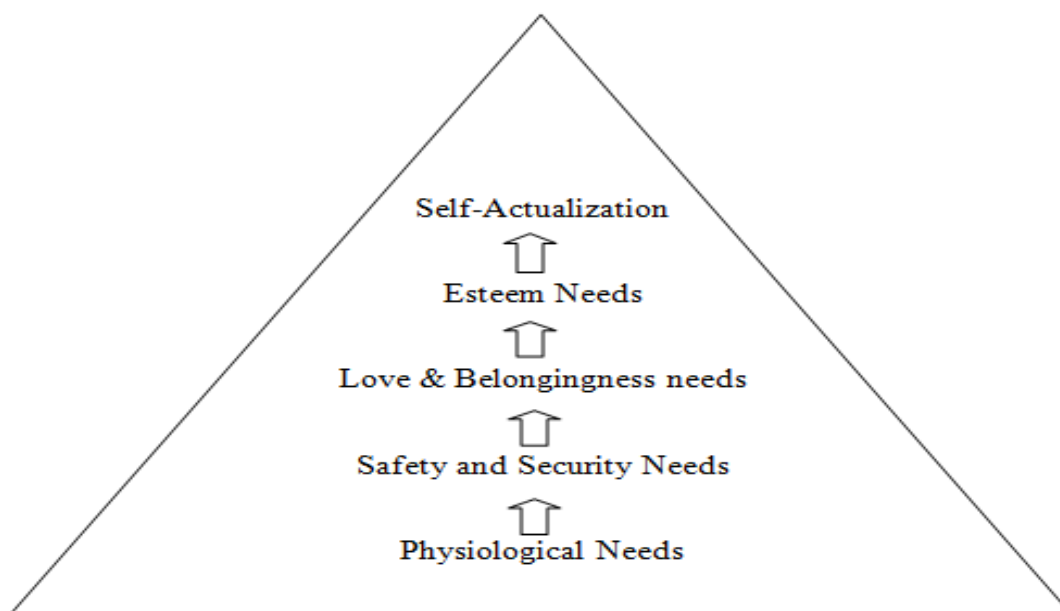 Self-Actualization
Esteem Needs
Love & Belongingness needs
Safety and Security Needs
Physiological Needs